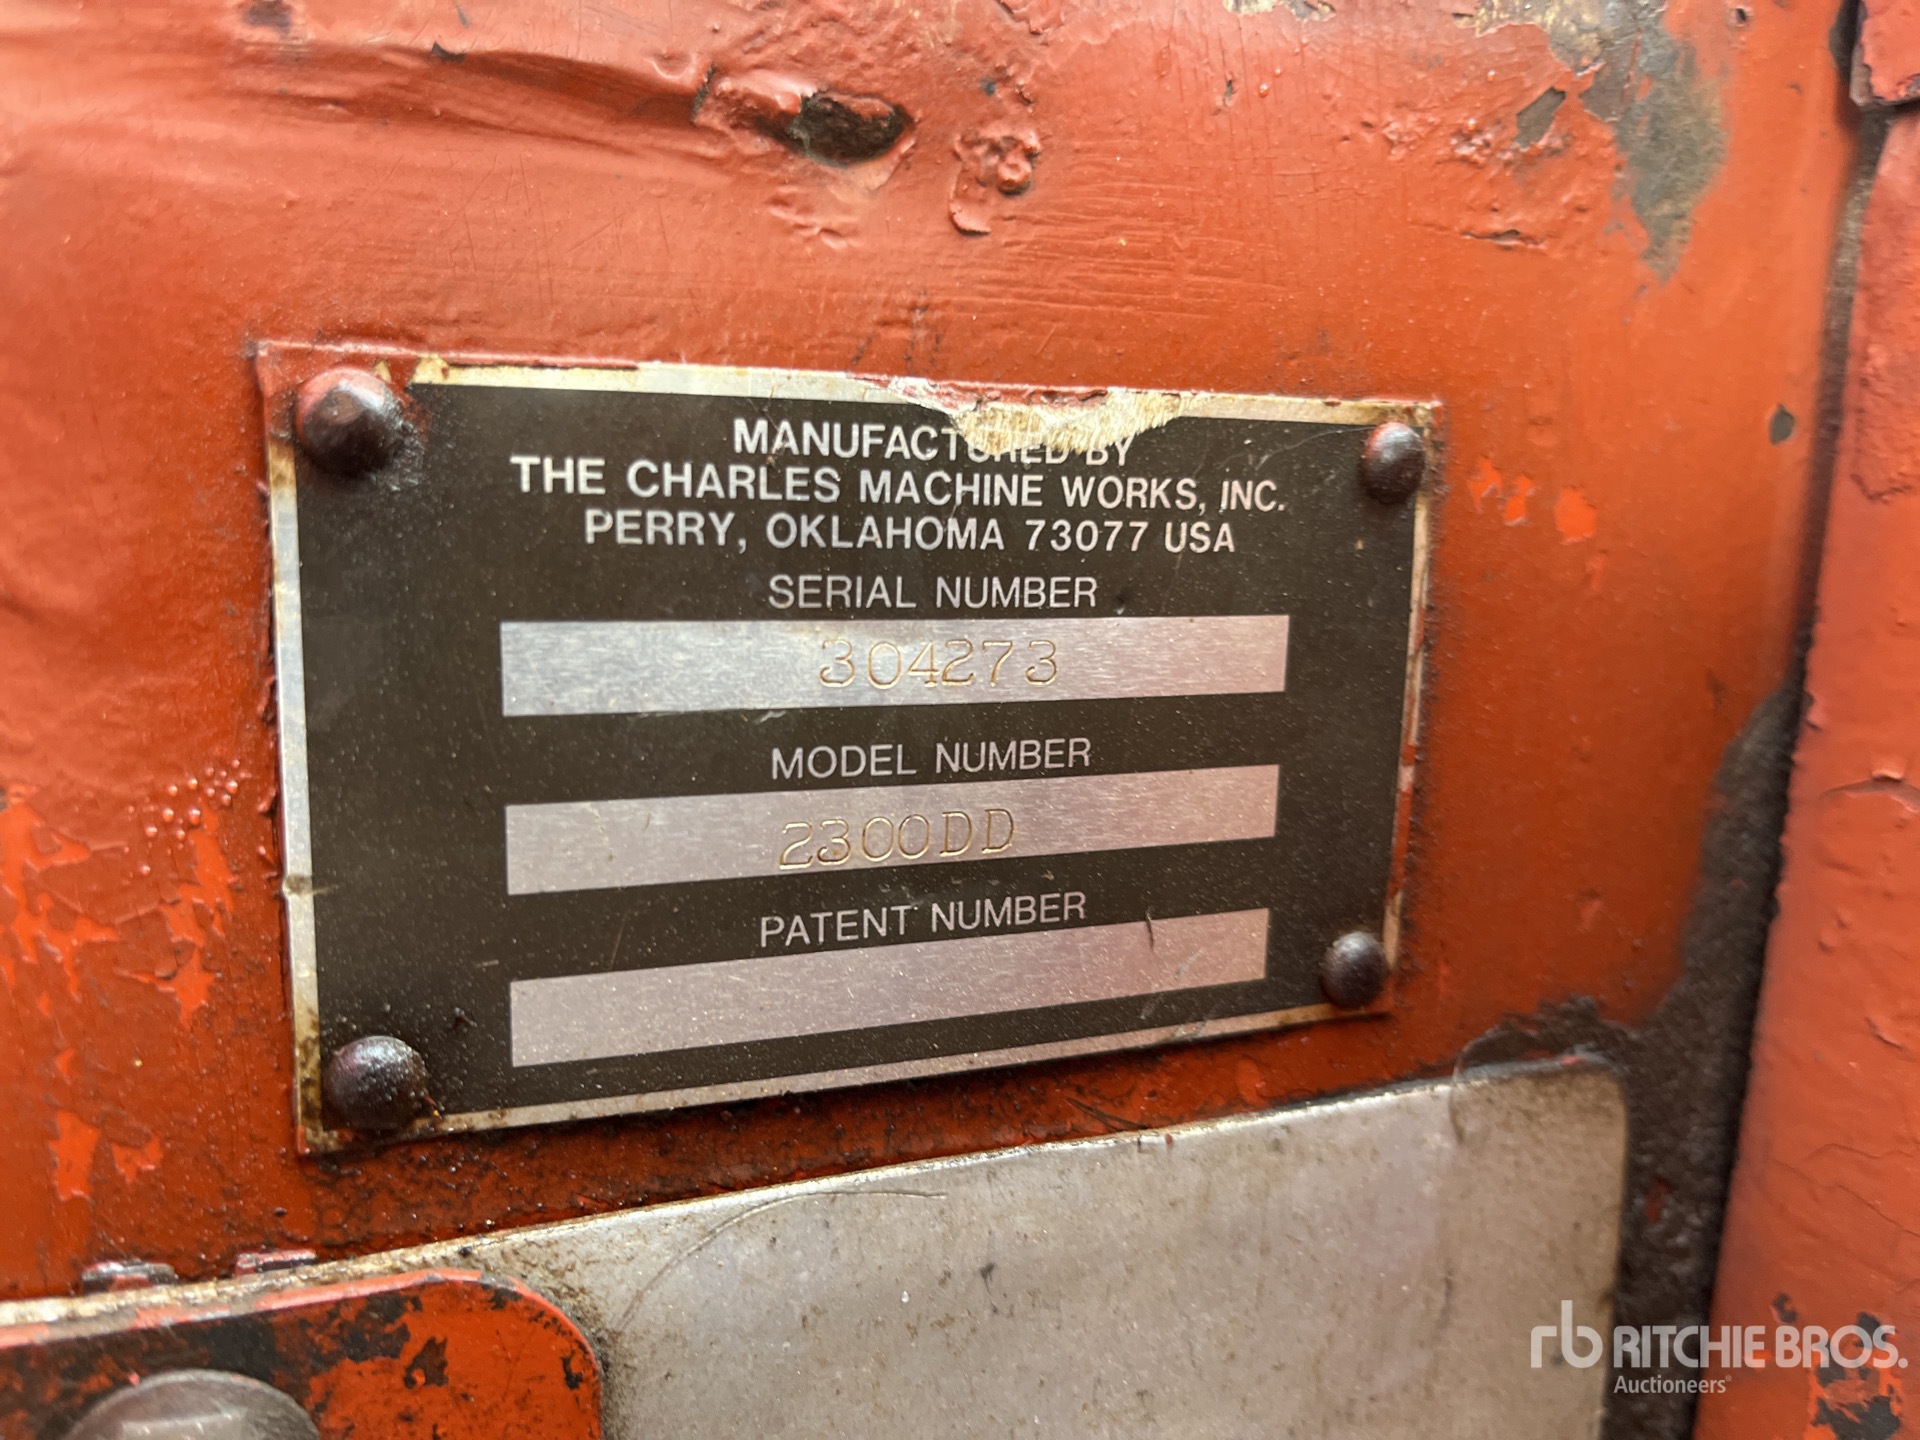 MANUFACTURED BY
THE CHARLES MACHINE WORKS, INC.
PERRY, OKLAHOMA 73077 USA
SERIAL NUMBER
304273
MODEL NUMBER
2300DD
PATENT NUMBER
rb RITCHIE BROS.
Auctioneers